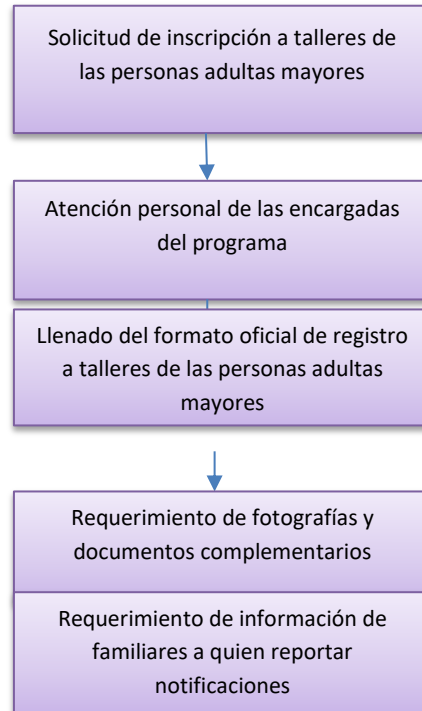 Solicitud de inscripción a talleres de
las personas adultas mayores
Atención personal de las encargadas
del programa
Llenado del formato oficial de registro
a talleres de las personas adultas
mayores
Requerimiento de fotografías y
documentos complementarios
Requerimiento de información de
familiares a quien reportar
notificaciones